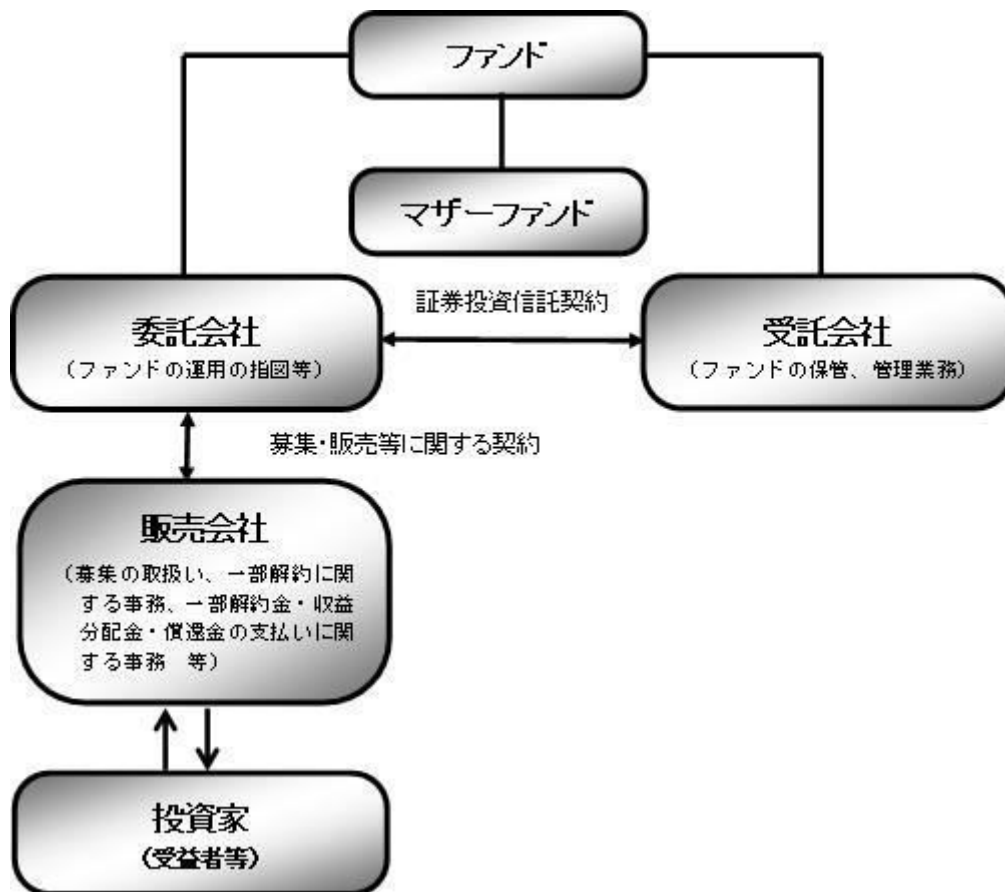 ファンド
マザーファンド
証券投資信託契約
委託会社
（ファンドの運用の指図等）
受託会社
（ファンドの保管、管理業務）
募集・販売等に関する契約
販売会社
（募集の取扱い、一部解約に関
する事務、一部解約金・収益
分配金・償還金の支払いに関
する事務　等）
投資家
（受益者等）